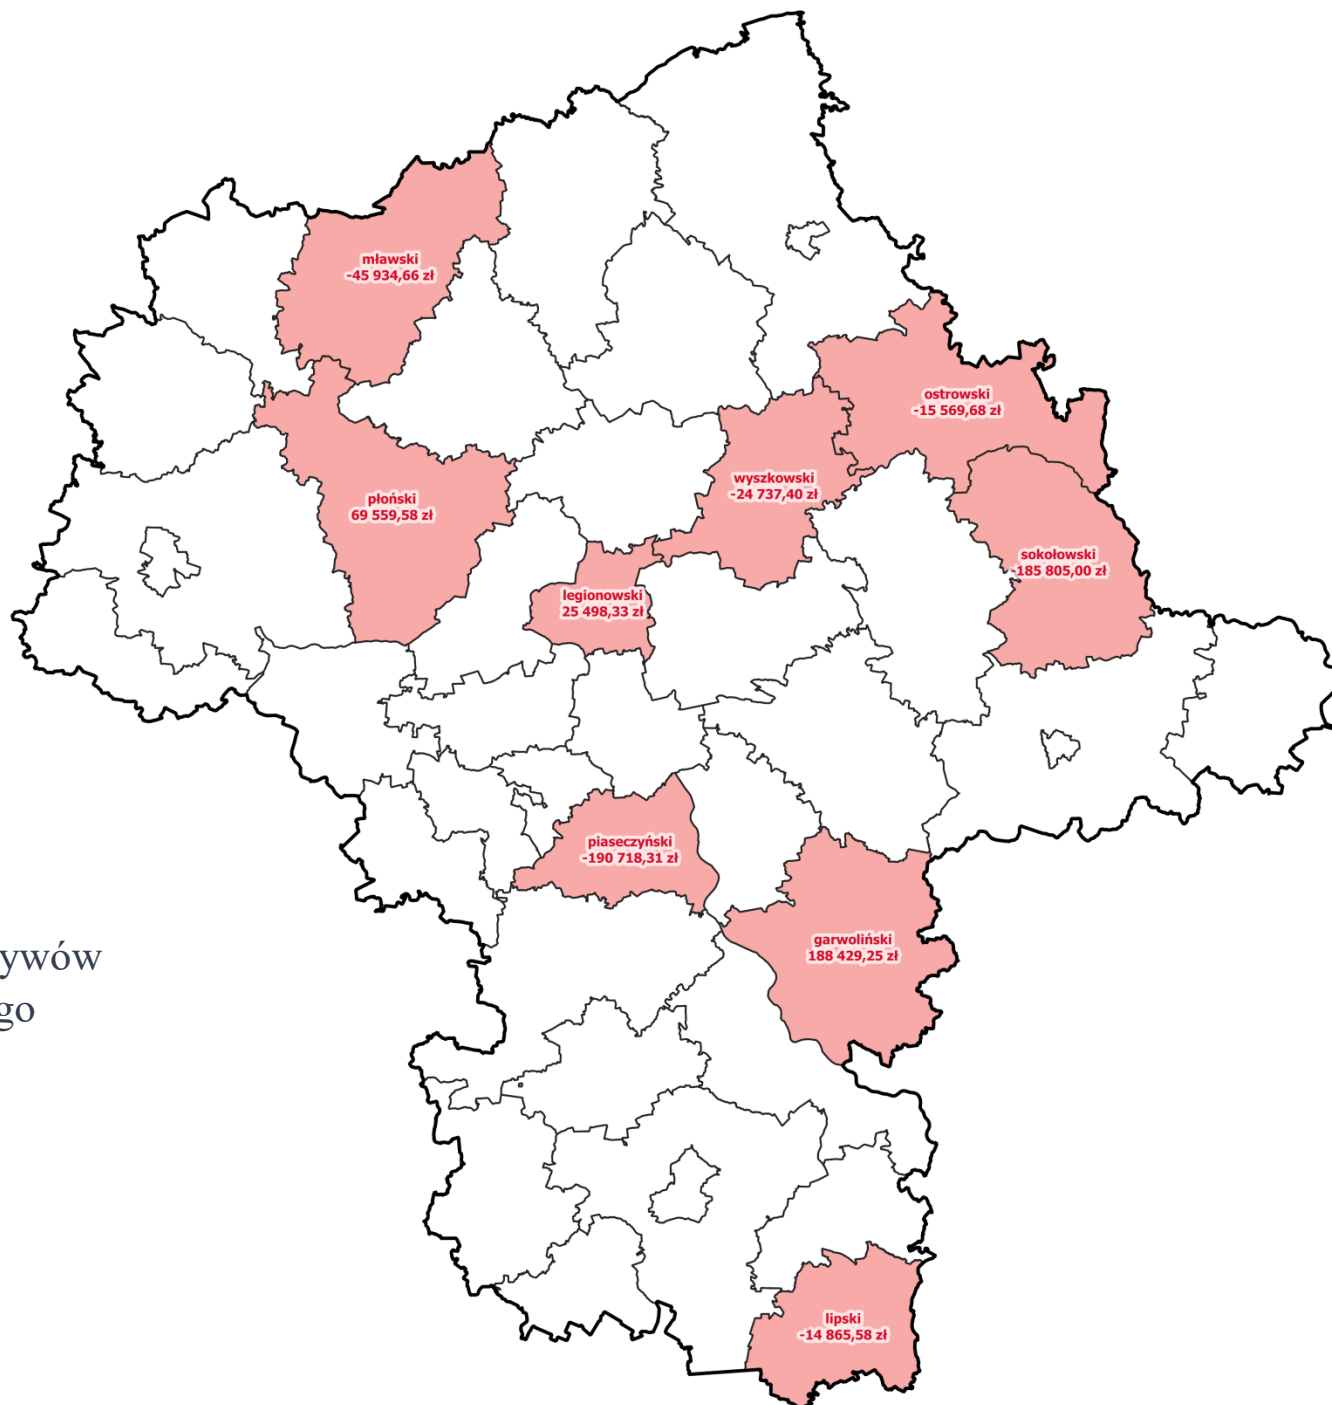 mławski
-45 934,66 zł
ostrowski
-15 569,68 zł
wyszkowski
-24 737,40 zł
płoński
69 559,58 zł
sokołowski
-185 805,00 zł
legionowski
25 498,33 zł
piaseczyński
-190 718,31 zł
garwoliński
188 429,25 zł
ywów
go
lipski
-14 865,58 zł